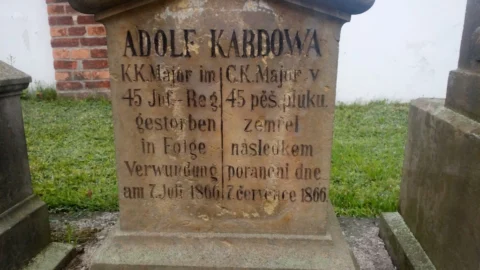 ADOLF KARDOWA
K.K. Major im C.K. Major v
45 Inf.-Reg. 45 pěš. pluku.
gestorben zemřel
in Folge následkem
Verwundung poranění dne
am 7. Juli 1866 7. července 1866.